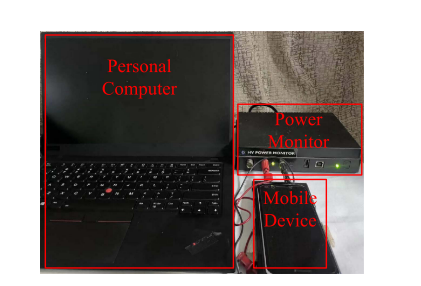 Personal
Computer
Power
Monitor
HV POWER MONITOR
Mobile
Device